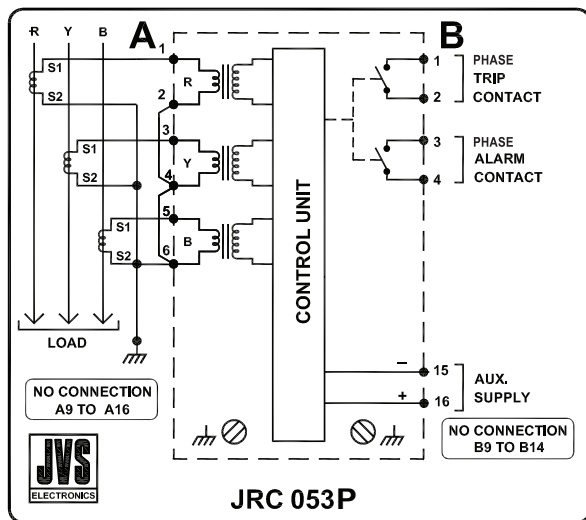 R Y B
A
B
S1
S2
S1
S2
S1
S2
1
2
3
4
5
6
R
Y
B
CONTROL UNIT
1
2
PHASE
TRIP
CONTACT
3
4
PHASE
ALARM
CONTACT
LOAD
− 15
+ 16
AUX.
SUPPLY
NO CONNECTION
A9 TO A16
NO CONNECTION
B9 TO B14
JVS
ELECTRONICS
JRC 053P